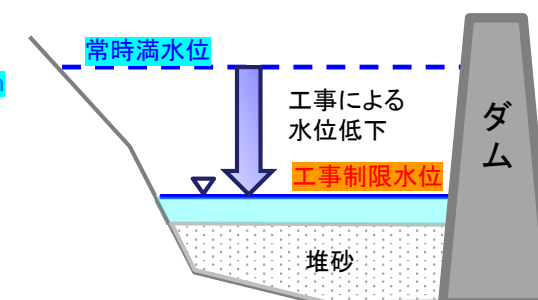 常時満水位
工事による
水位低下
工事制限水位
堆砂
ダム